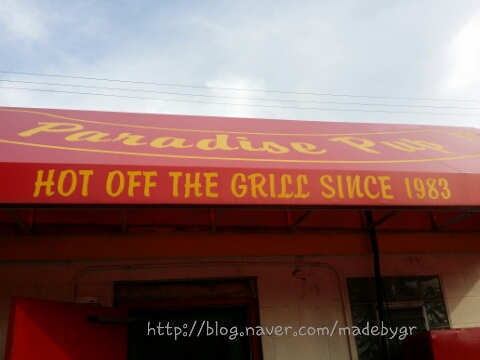 Paradise Pup
HOT OFF THE GRILL SINCE 1983
http://blog.naver.com/madebygr